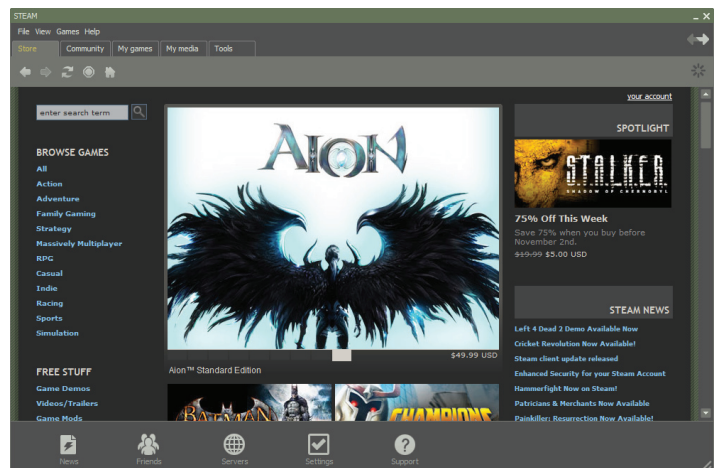 STEAM
File View Games Help
Store Community My games My media Tools
your account
enter search term
BROWSE GAMES
All
Action
Adventure
Family Gaming
Strategy
Massively Multiplayer
RPG
Casual
Indie
Racing
Sports
Simulation
FREE STUFF
Game Demos
Videos/Trailers
Game Mods
AION
$49.99 USD
Aion™ Standard Edition
BATMAN
CHAMPIONS
SPOTLIGHT
S.T.A.L.K.E.R.
SHADOW OF CHERNOBYL
75% Off This Week
Save 75% when you buy before
November 2nd.
$19.99 $5.00 USD
STEAM NEWS
Left 4 Dead 2 Demo Available Now
Cricket Revolution Now Available!
Steam client update released
Enhanced Security for your Steam Account
Hammerfight Now on Steam!
Patricians & Merchants Now Available
Painkiller: Resurrection Now Available!
News Friends Servers Settings Support